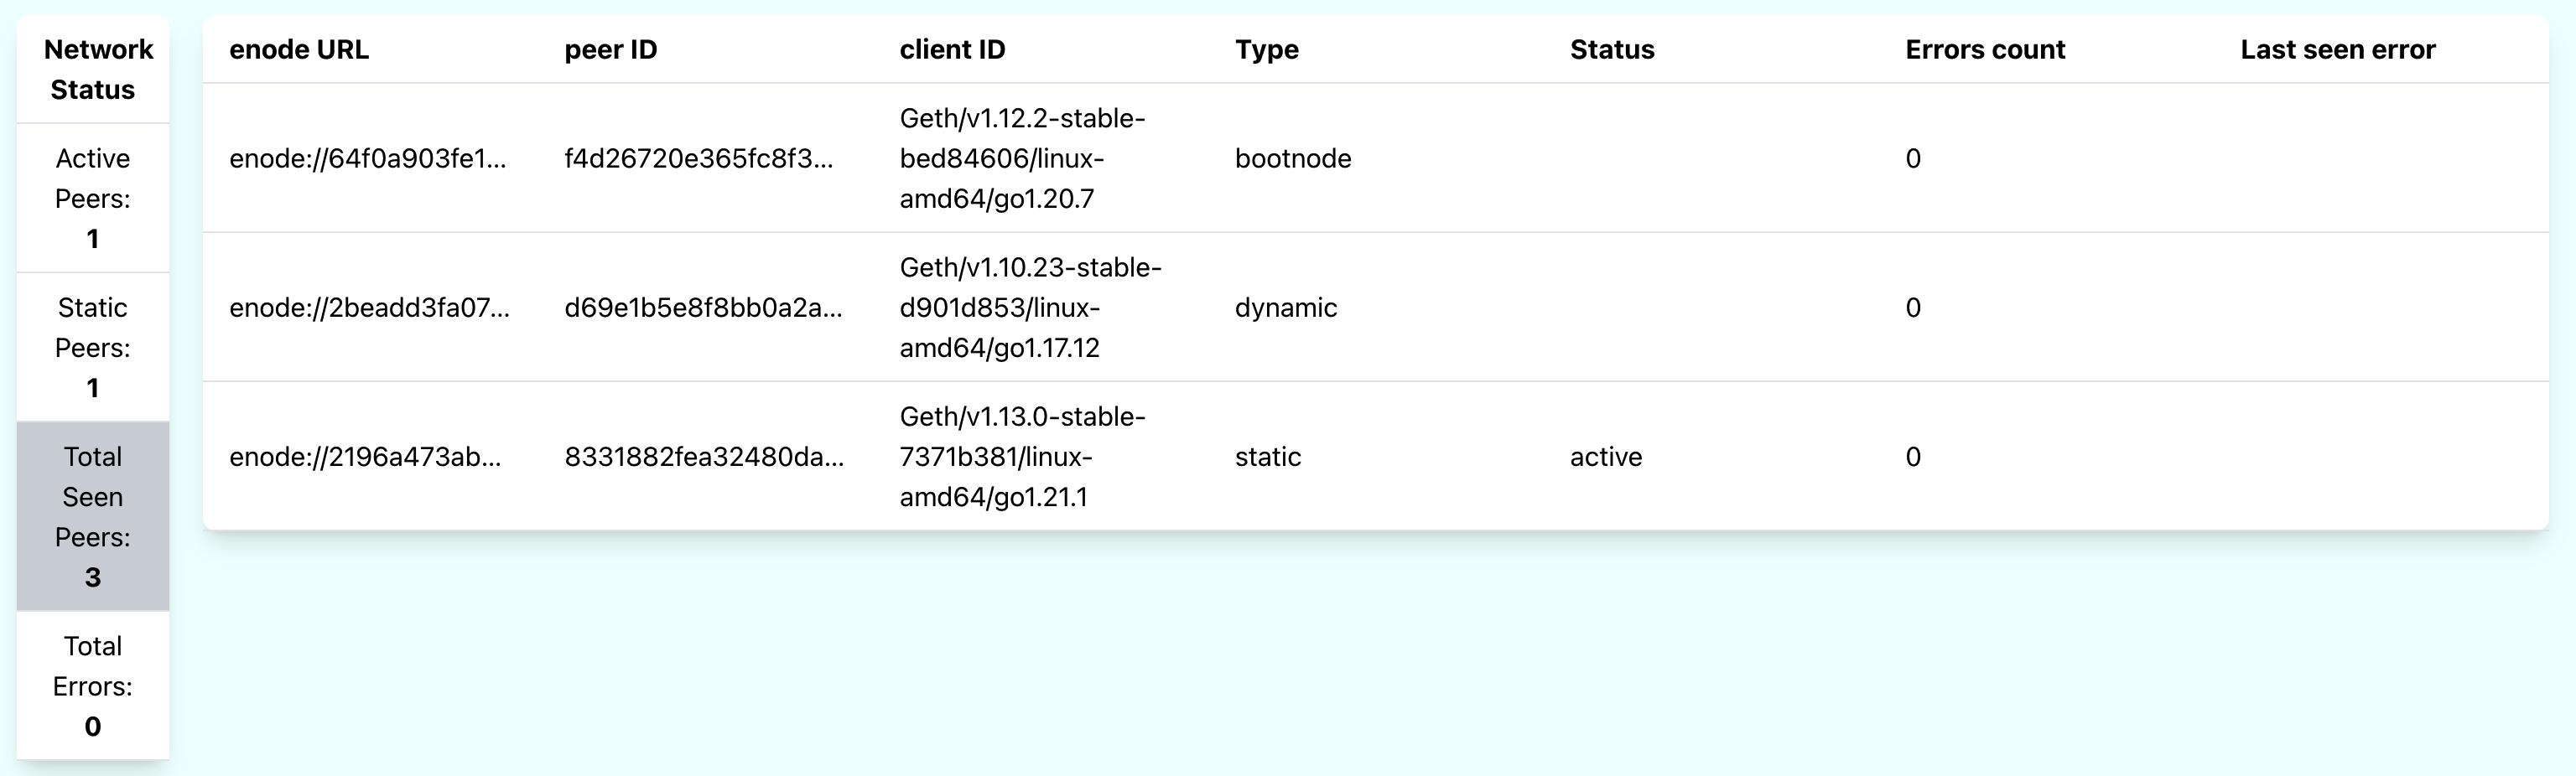 Network
Status
Active
Peers:
1
Static
Peers:
1
Total
Seen
Peers:
3
Total
Errors:
0
enode URL peer ID client ID Type Status Errors count Last seen error
enode://64f0a903fe1... f4d26720e365fc8f3... Geth/v1.12.2-stable-
bed84606/linux-
amd64/go1.20.7 bootnode 0
enode://2beadd3fa07... d69e1b5e8f8bb0a2a... Geth/v1.10.23-stable-
d901d853/linux-
amd64/go1.17.12 dynamic 0
enode://2196a473ab... 8331882fea32480da... Geth/v1.13.0-stable-
7371b381/linux-
amd64/go1.21.1 static active 0